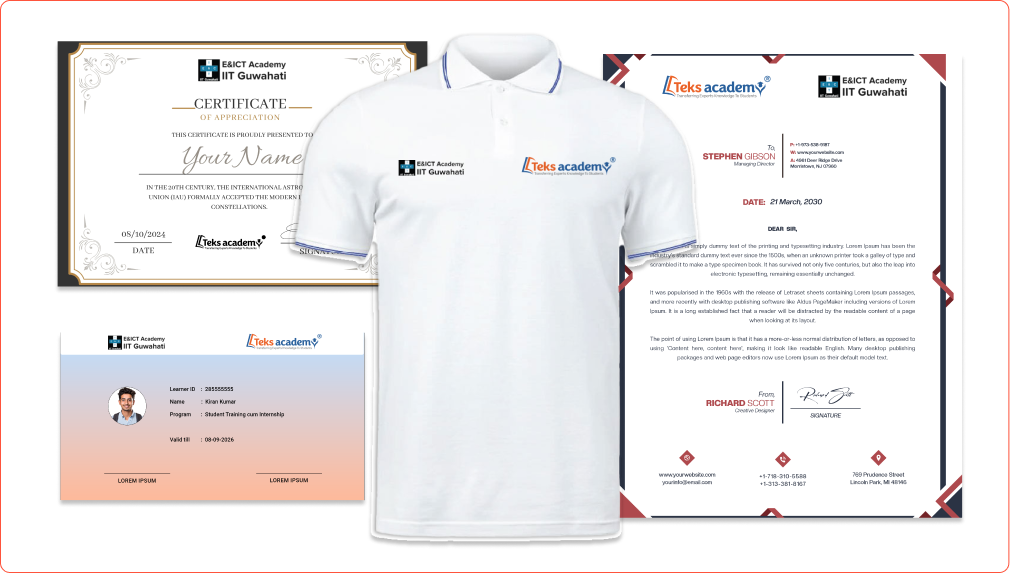 E&ICT Academy
IIT Guwahati
CERTIFICATE
OF APPRECIATION
THIS CERTIFICATE IS PROUDLY PRESENTED TO
Your Name
IN THE 20TH CENTURY, THE INTERNATIONAL ASTRO
UNION (IAU) FORMALLY ACCEPTED THE MODERN
CONSTELLATIONS.
08/10/2024
DATE
Teks academy
SIGNAT
E&ICT Academy
IIT Guwahati
Teks academy
Transferring Experts Knowledge To Students
Learner ID : 285555555
Name : Kiran Kumar
Program : Student Training cum Internship
Valid till : 08-09-2026
LOREM IPSUM
LOREM IPSUM
E&ICT Academy
IIT Guwahati
Teks academy®
Transferring Experts Knowledge To Students
Teks academy®
Transferring Experts Knowledge To Students
E&ICT Academy
IIT Guwahati
To,
STEPHEN GIBSON
Managing Director
P: +1-973-538-9187
W: www.yourwebsite.com
A: 4961 Deer Ridge Drive
Morristown, NJ 07960
DATE: 21 March, 2030
DEAR SIR,
simply dummy text of the printing and typesetting industry. Lorem Ipsum has been the
industry's standard dummy text ever since the 1500s, when an unknown printer took a galley of type and
scrambled it to make a type specimen book. It has survived not only five centuries, but also the leap into
electronic typesetting, remaining essentially unchanged.
It was popularised in the 1960s with the release of Letraset sheets containing Lorem Ipsum passages,
and more recently with desktop publishing software like Aldus PageMaker including versions of Lorem
Ipsum. It is a long established fact that a reader will be distracted by the readable content of a page
when looking at its layout.
The point of using Lorem Ipsum is that it has a more-or-less normal distribution of letters, as opposed to
using 'Content here, content here', making it look like readable English. Many desktop publishing
packages and web page editors now use Lorem Ipsum as their default model text.
From,
RICHARD SCOTT
Creative Designer
Richard Scott
SIGNATURE
www.yourwebsite.com
yourinfo@email.com
+1-718-310-5588
+1-313-381-8167
769 Prudence Street
Lincoln Park, MI 48146